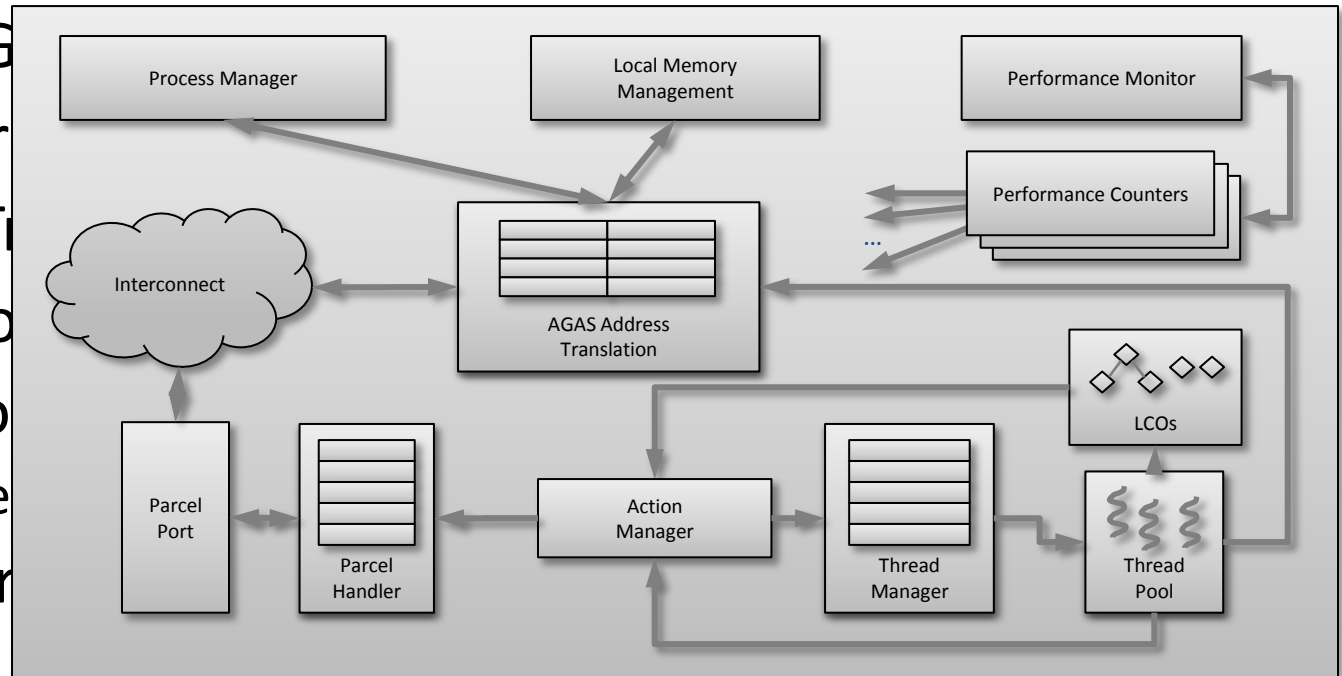 Process Manager
Local Memory
Management
Performance Monitor
Performance Counters
...
Interconnect
AGAS Address
Translation
LCOs
Parcel
Port
Parcel
Handler
Action
Manager
Thread
Manager
Thread
Pool